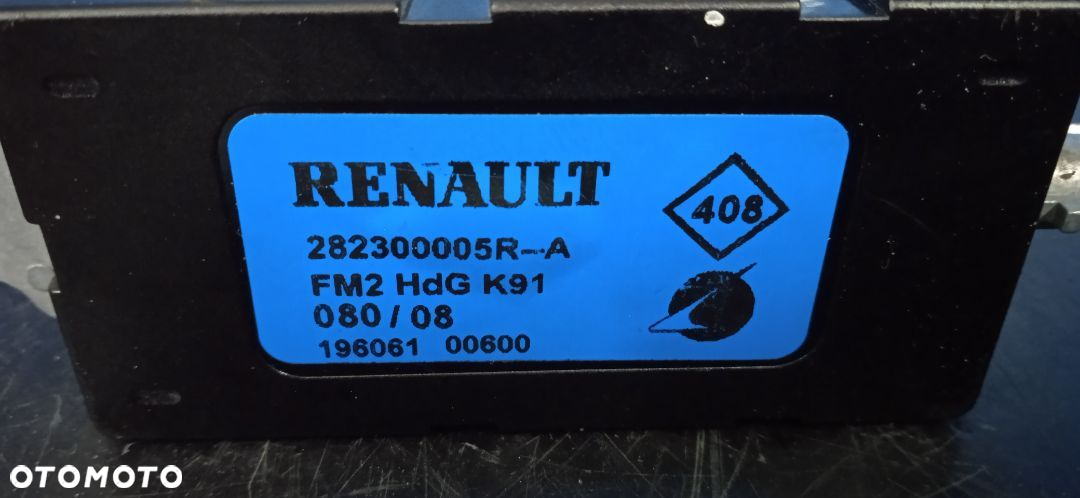 RENAULT
408
282300005R-A
FM2 HdG K91
080/08
196061 00600
OTOMOTO